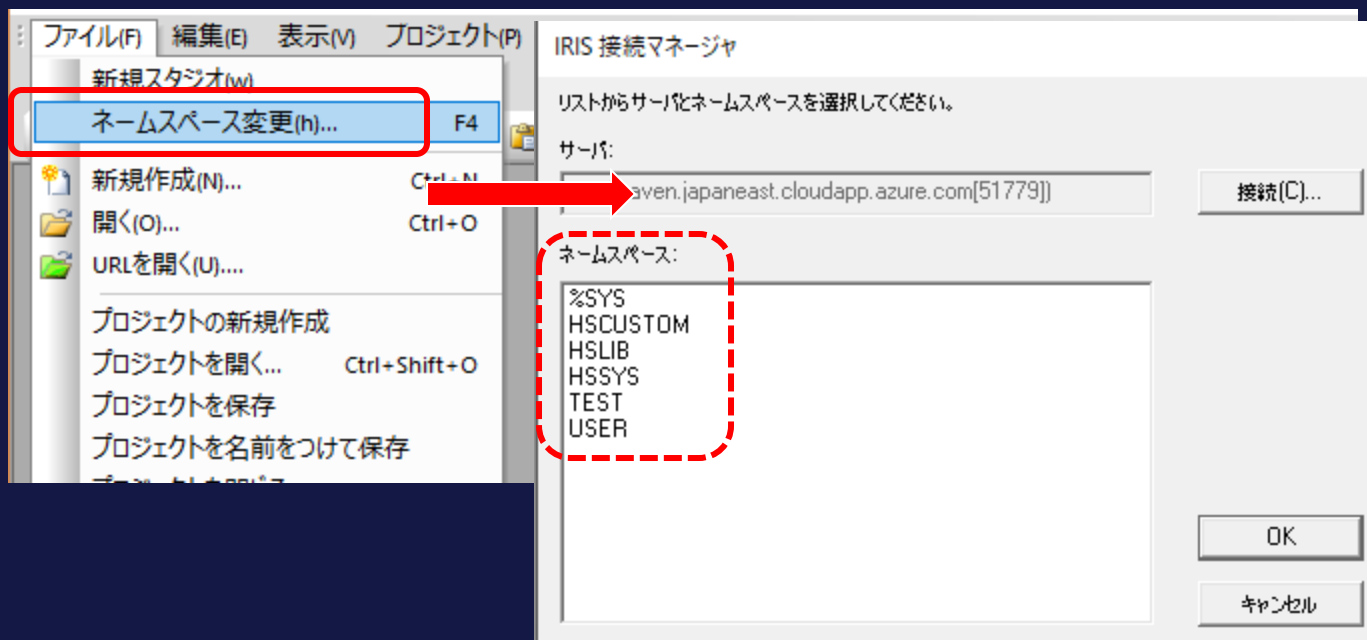 ファイル(F) 編集(E) 表示(V) プロジェクト(P)
新規スタジオ(w)
ネームスペース変更(h)... F4
新規作成(N)... Ctrl+N
開く(O)... Ctrl+O
URLを開く(U)....
プロジェクトの新規作成
プロジェクトを開く... Ctrl+Shift+O
プロジェクトを保存
プロジェクトを名前をつけて保存
IRIS 接続マネージャ
リストからサーバとネームスペースを選択してください。
サーバ:
aven.japaneast.cloudapp.azure.com[51779])
接続(C)...
ネームスペース:
%SYS
HSCUSTOM
HSLIB
HSSYS
TEST
USER
OK
キャンセル